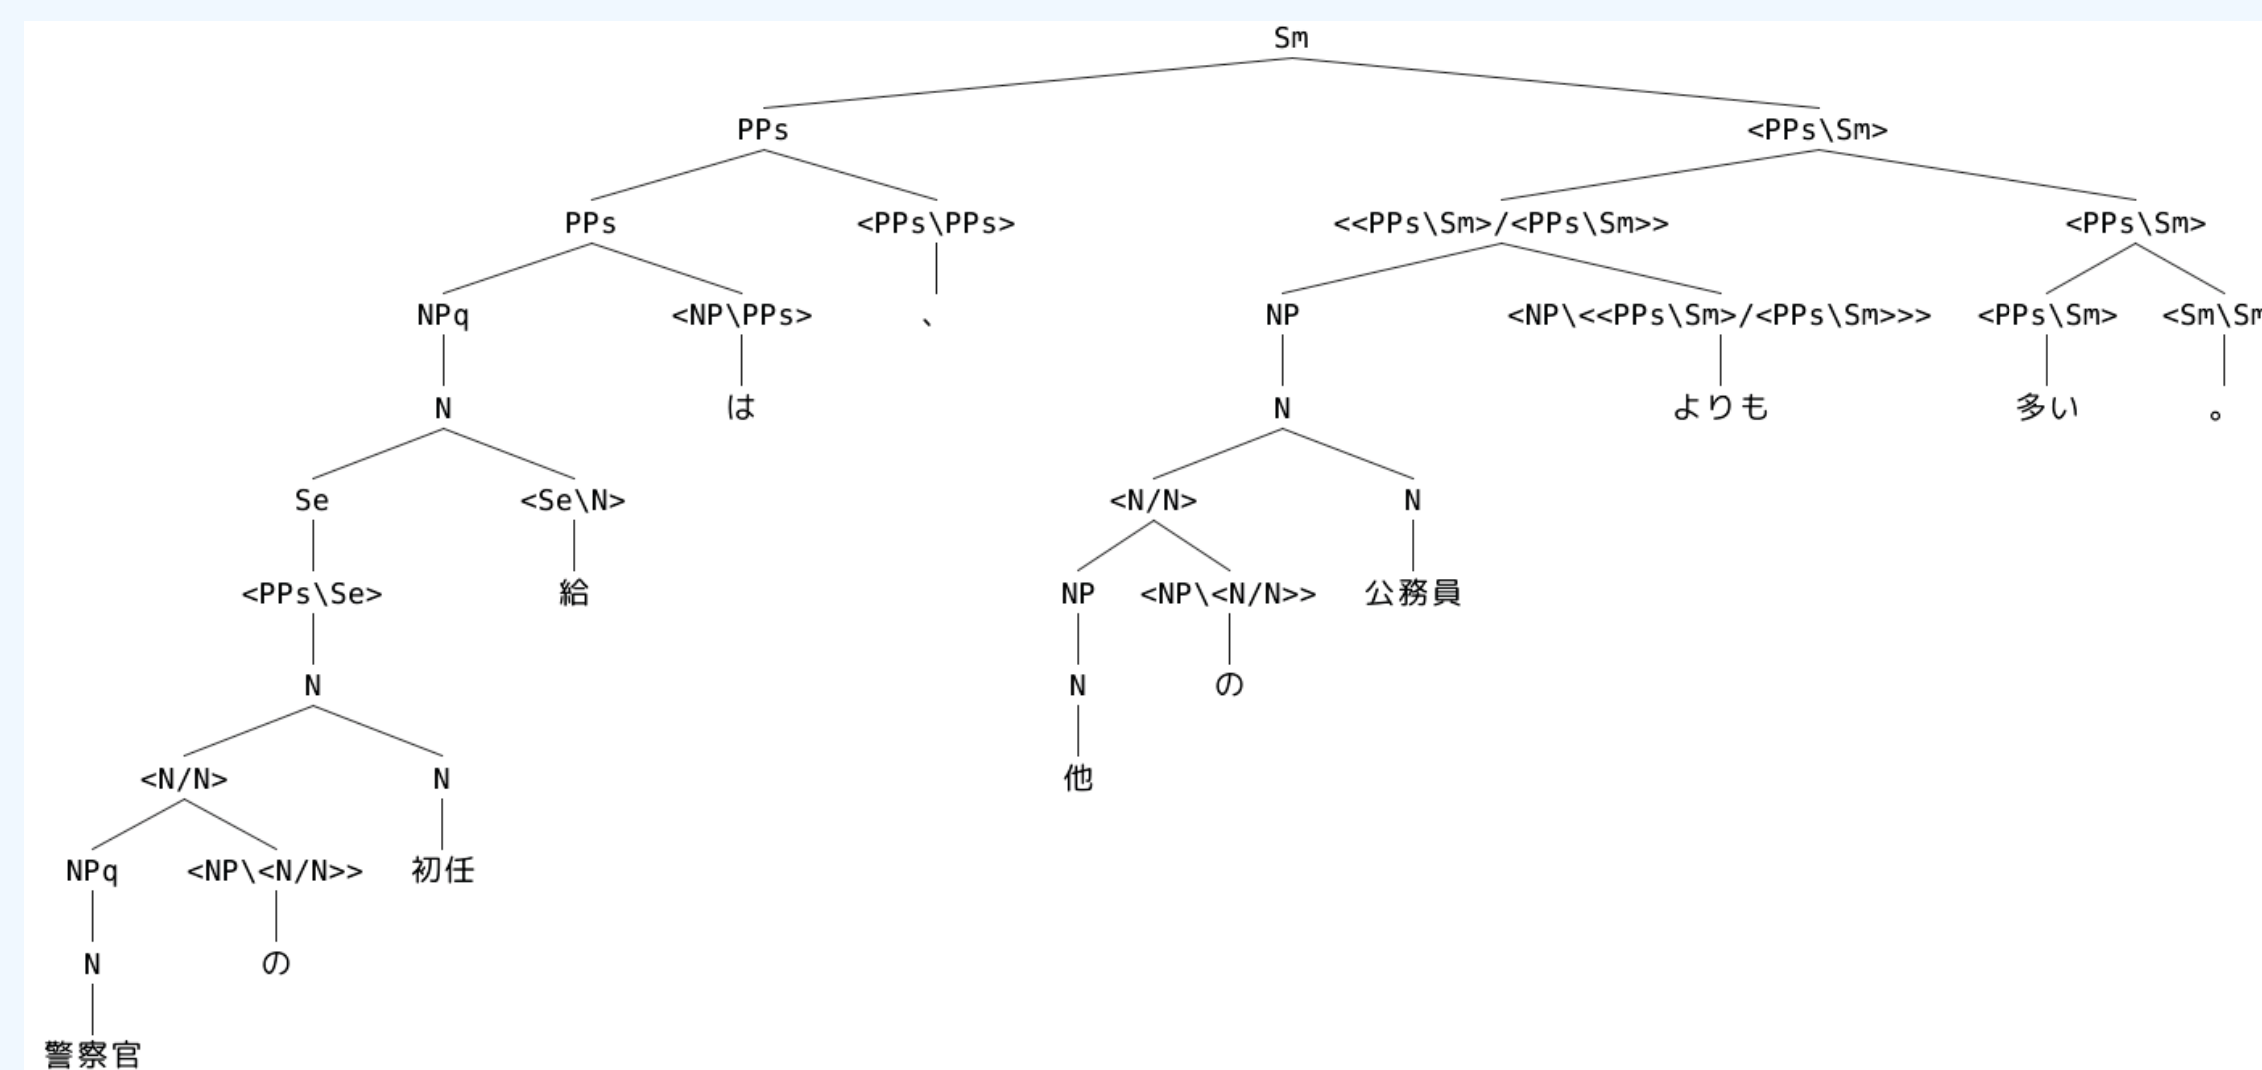 Sm
PPs <PPs\Sm>
PPs <PPs\PPs> <<PPs\Sm>/<PPs\Sm>> <PPs\Sm>
NPq <NP\PPs> 、 NP <NP\<<PPs\Sm>/<PPs\Sm>>> <PPs\Sm> <Sm\Sm
N は N よりも 多い 。
Se <Se\N> <N/N> N
<PPs\Se> 給 NP <NP\<N/N>> 公務員
N N の
<N/N> N 他
NPq <NP\<N/N>> 初任
N の
警察官